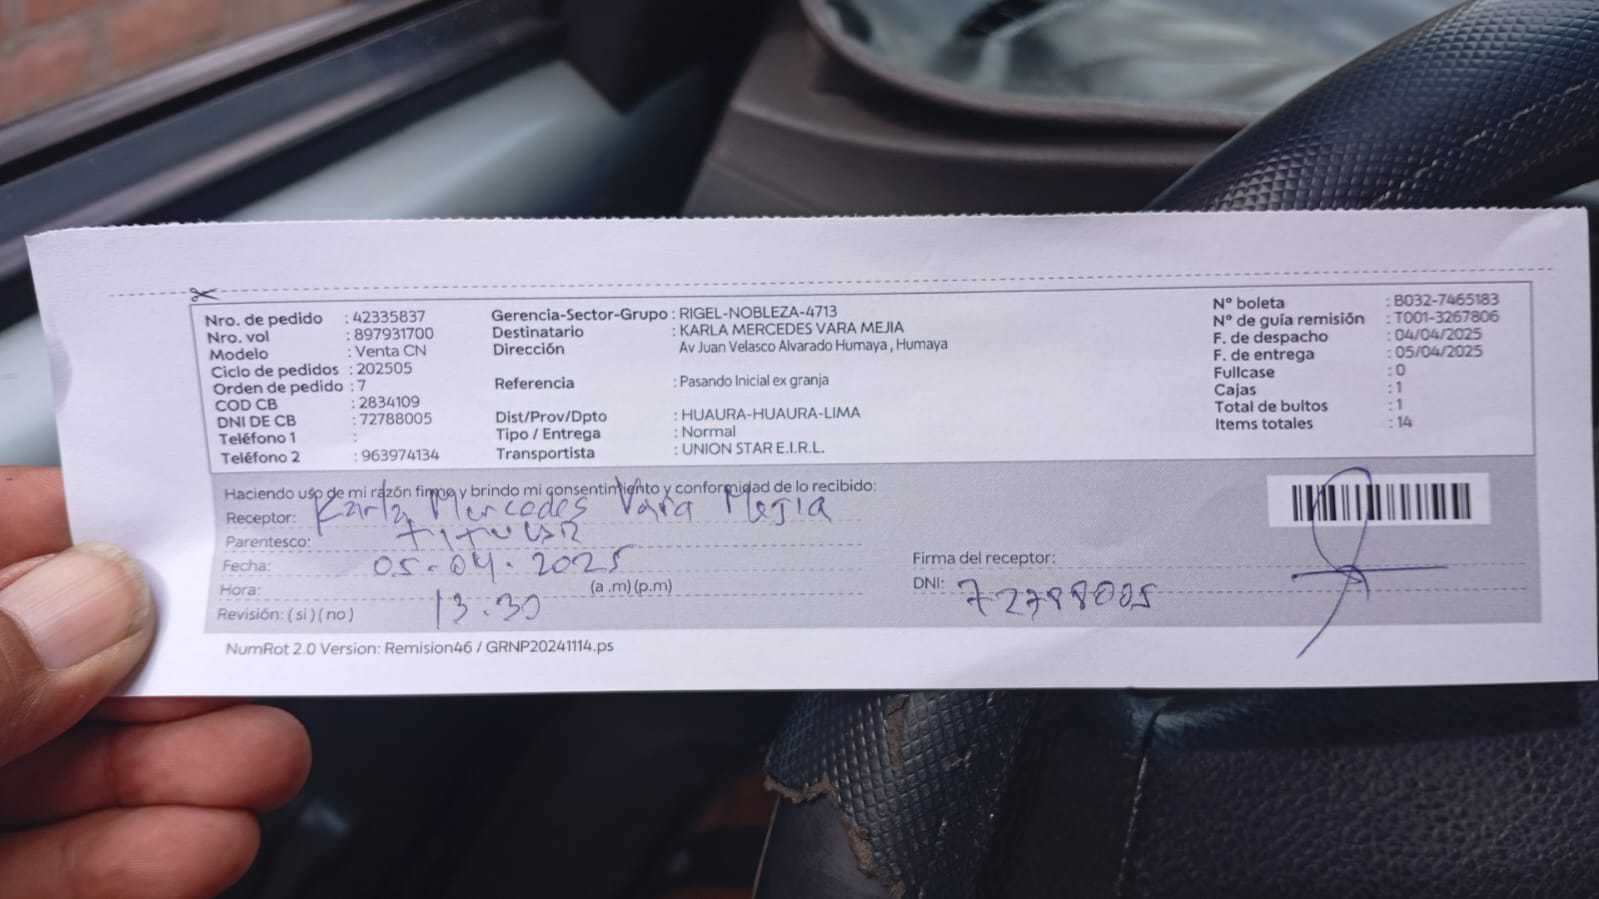 Nro. de pedido : 42335837
Nro. vol : 897931700
Modelo : Venta CN
Ciclo de pedidos : 202505
Orden de pedido : 7
COD CB : 2834109
DNI DE CB : 72788005
Teléfono 1 :
Teléfono 2 : 963974134
Gerencia-Sector-Grupo : RIGEL-NOBLEZA-4713
Destinatario : KARLA MERCEDES VARA MEJIA
Dirección Av Juan Velasco Alvarado Humaya , Humaya
Referencia : Pasando Inicial ex granja
Dist/Prov/Dpto : HUAURA-HUAURA-LIMA
Tipo / Entrega : Normal
Transportista : UNION STAR E.I.R.L.
N° boleta : B032-7465183
N° de guía remisión : T001-3267806
F. de despacho : 04/04/2025
F. de entrega : 05/04/2025
Fullcase : 0
Cajas : 1
Total de bultos : 1
Items totales : 14
Haciendo uso de mi razón firmo y brindo mi consentimiento y conformidad de lo recibido:
Receptor: Karla Mercedes Vara Mejia
Parentesco: titular
Fecha: 05.04.2025
Hora: 13.30 (a .m) (p.m)
Revisión: ( si ) ( no )
Firma del receptor:
DNI: 72788005
NumRot 2.0 Version: Remision46 / GRNP20241114.ps